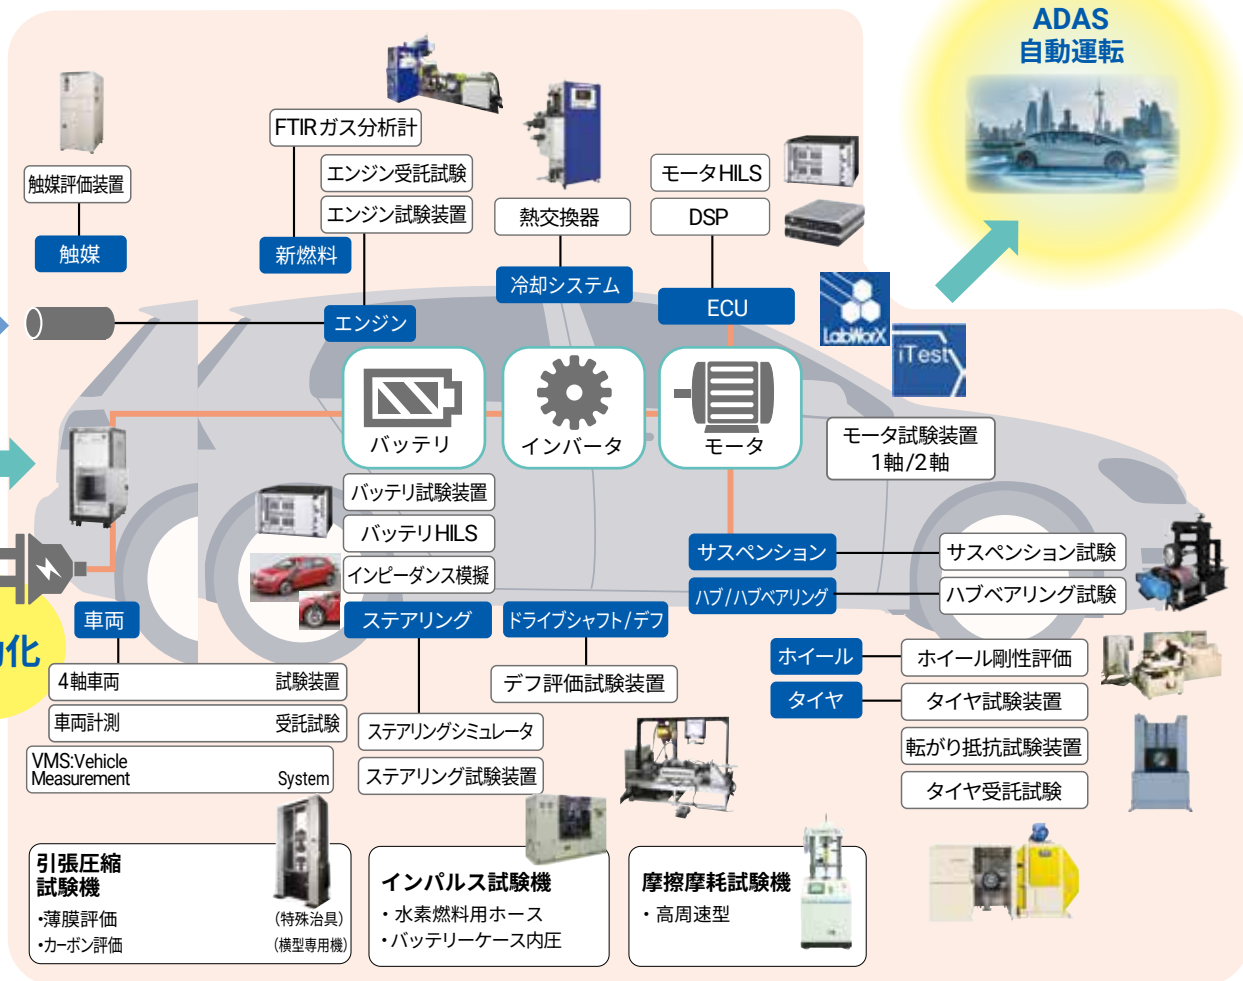 ADAS
自動運転
FTIRガス分析計
触媒評価装置
エンジン受託試験
エンジン試験装置
熱交換器
モータHILS
DSP
触媒
新燃料
冷却システム
ECU
エンジン
LabWorX
iTest
バッテリ
インバータ
モータ
モータ試験装置
1軸/2軸
バッテリ試験装置
バッテリHILS
インピーダンス模擬
サスペンション
サスペンション試験
ハブ/ハブベアリング
ハブベアリング試験
車両
ステアリング
ドライブシャフト/デフ
ホイール
ホイール剛性評価
タイヤ
タイヤ試験装置
転がり抵抗試験装置
タイヤ受託試験
化
4軸車両 試験装置
車両計測 受託試験
VMS:Vehicle
Measurement System
デフ評価試験装置
ステアリングシミュレータ
ステアリング試験装置
引張圧縮
試験機
・薄膜評価 (特殊治具)
・カーボン評価 (横型専用機)
インパルス試験機
・水素燃料用ホース
・バッテリーケース内圧
摩擦摩耗試験機
・高周速型